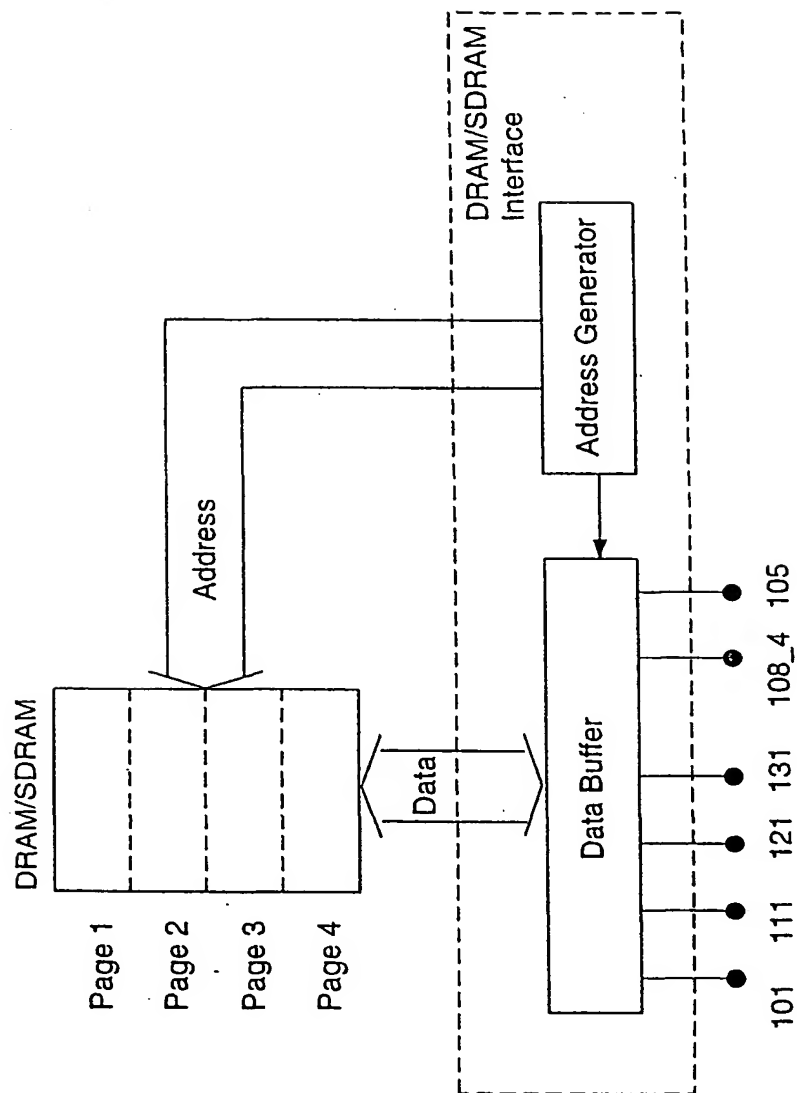 DRAM/SDRAM
Page 1
Page 2
Page 3
Page 4
Address
Data
DRAM/SDRAM
Interface
Address Generator
Data Buffer
101
111
121
131
108_4
105